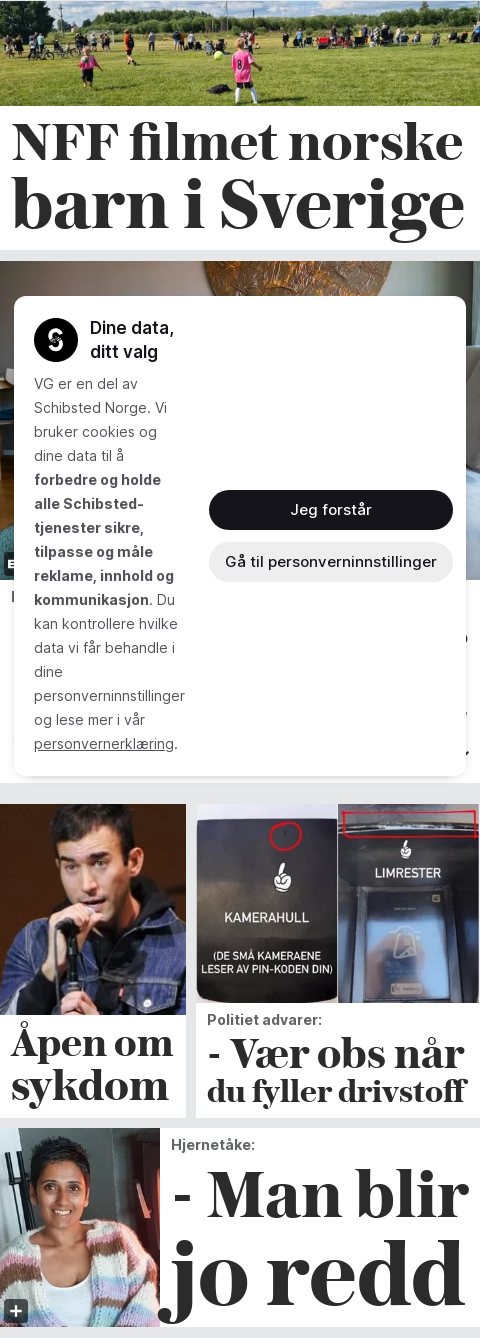 8
NFF filmet norske
barn i Sverige
Dine data,
ditt valg
VG er en del av
Schibsted Norge. Vi
bruker cookies og
dine data til å
forbedre og holde
alle Schibsted-
tjenester sikre,
tilpasse og måle
reklame, innhold og
kommunikasjon. Du
kan kontrollere hvilke
data vi får behandle i
dine
personverninnstillinger
og lese mer i vår
personvernerklæring.
Jeg forstår
Gå til personverninnstillinger
KAMERAHULL
(DE SMÅ KAMERAENE
LESER AV PIN-KODEN DIN)
LIMRESTER
Åpen om
sykdom
Politiet advarer:
- Vær obs når
du fyller drivstoff
Hjernetåke:
- Man blir
jo redd